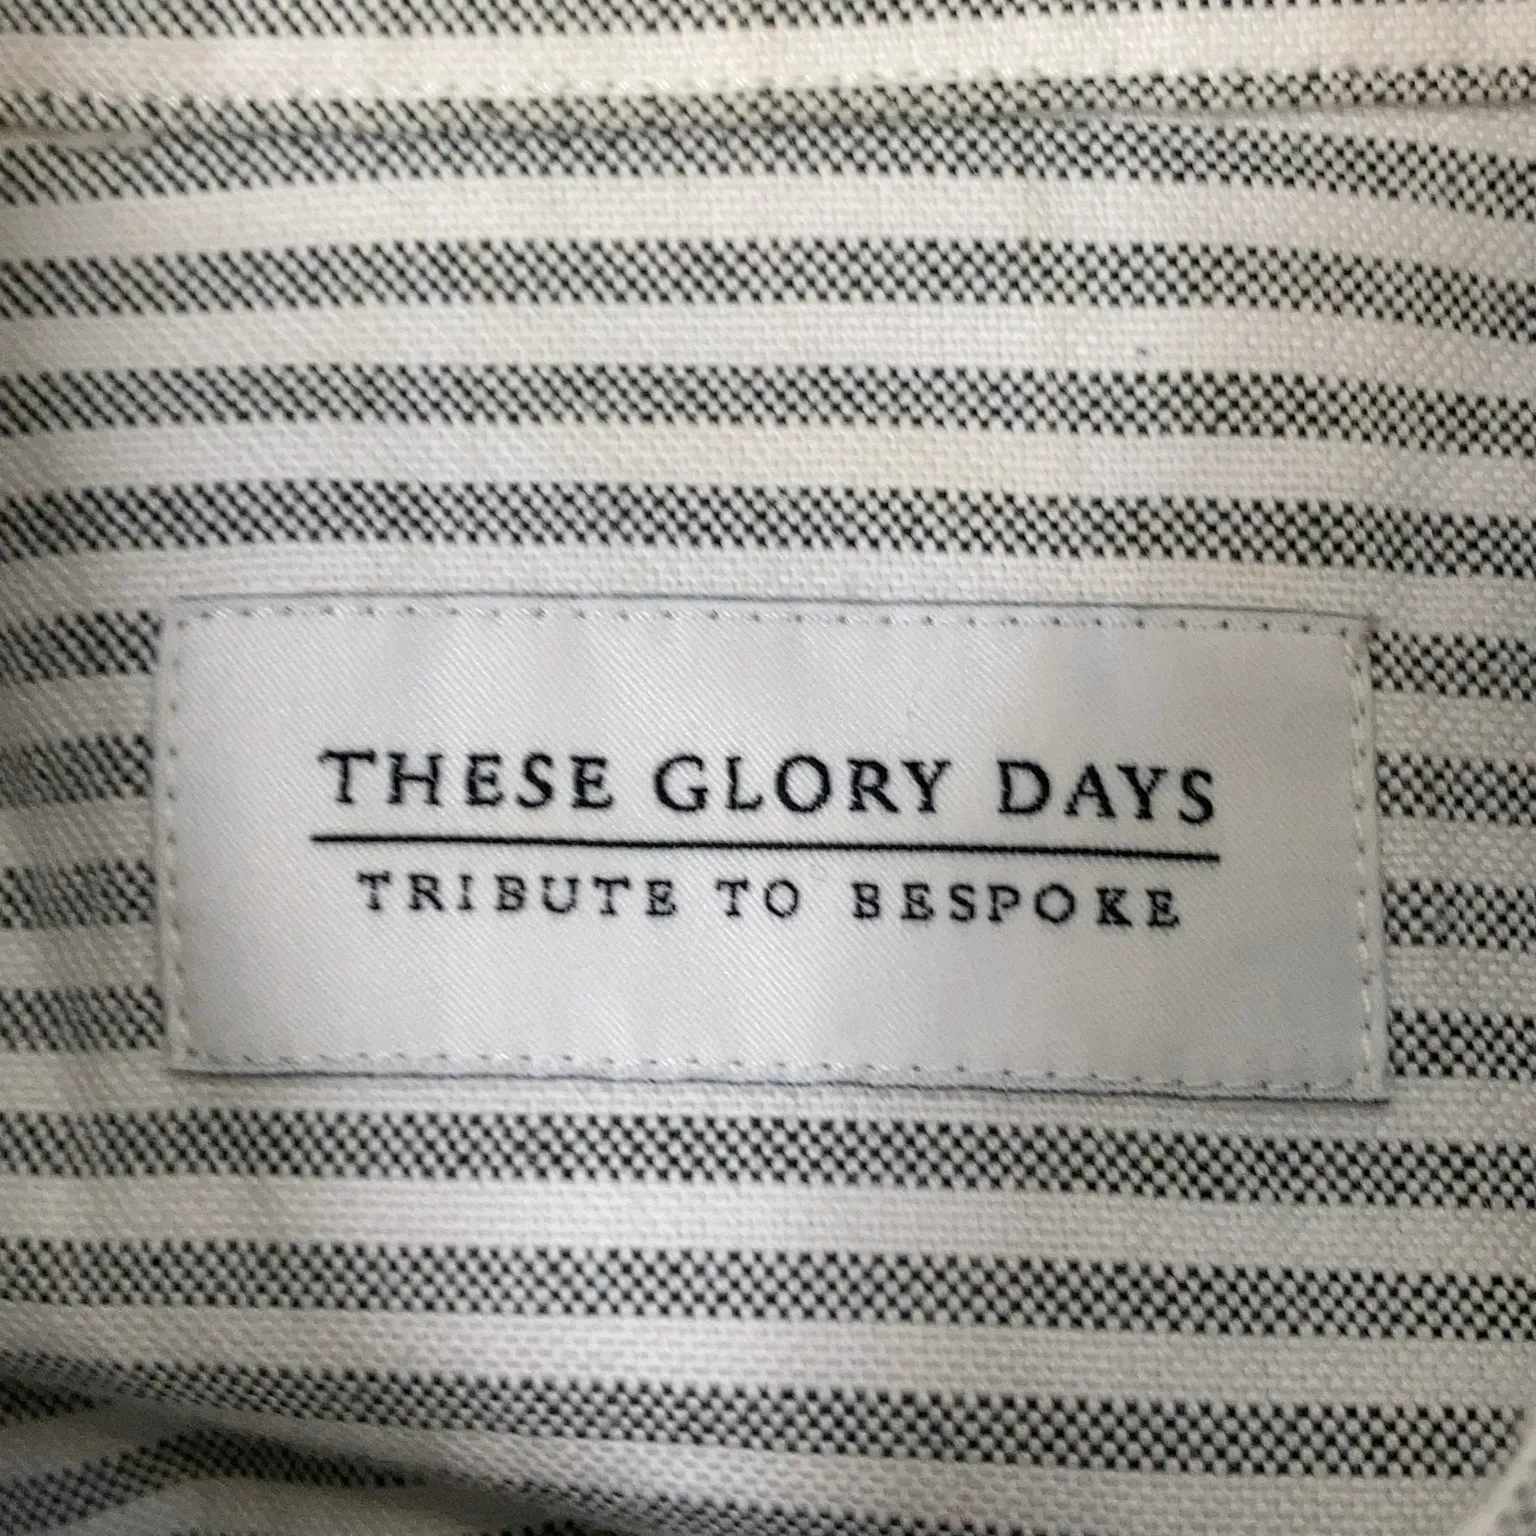 THESE GLORY DAYS
TRIBUTE TO BESPOKE